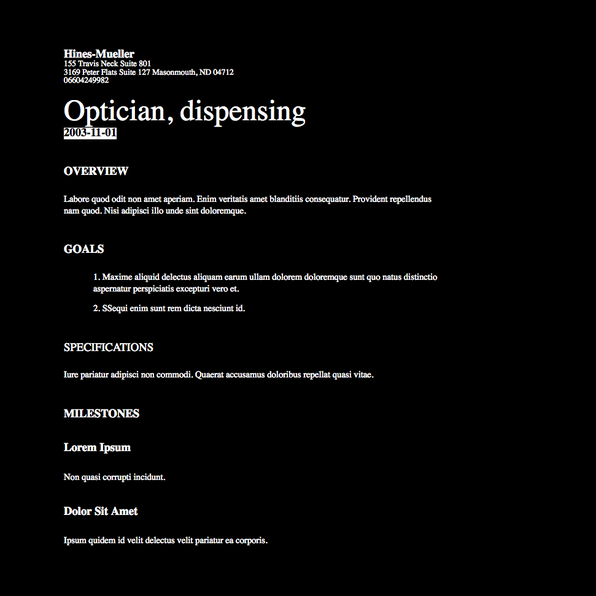 Hines-Mueller
155 Travis Neck Suite 801
3169 Peter Flats Suite 127 Masonmouth, ND 04712
06604249982
Optician, dispensing
2003-11-01
OVERVIEW
Labore quod odit non amet aperiam. Enim veritatis amet blanditiis consequatur. Provident repellendus
nam quod. Nisi adipisci illo unde sint doloremque.
GOALS
1. Maxime aliquid delectus aliquam earum ullam dolorem doloremque sunt quo natus distinctio
aspernatur perspiciatis excepturi vero et.
2. SSequi enim sunt rem dicta nesciunt id.
SPECIFICATIONS
Iure pariatur adipisci non commodi. Quaerat accusamus doloribus repellat quasi vitae.
MILESTONES
Lorem Ipsum
Non quasi corrupti incidunt.
Dolor Sit Amet
Ipsum quidem id velit delectus velit pariatur ea corporis.